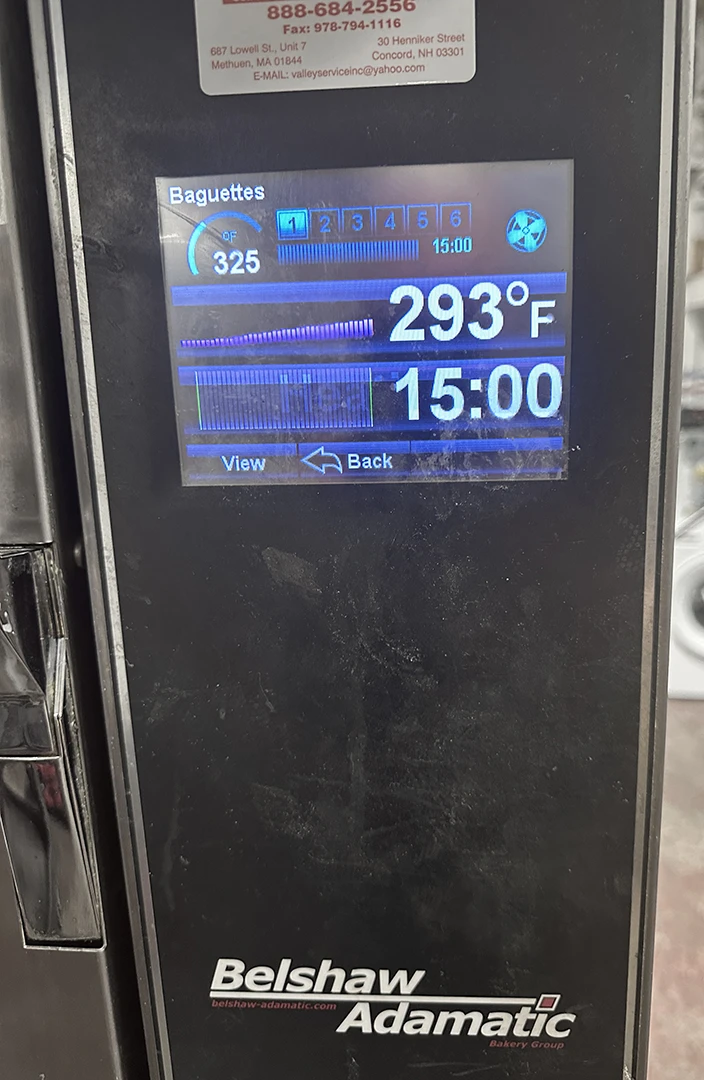 888-684-2556
Fax: 978-794-1116
687 Lowell St., Unit 7
Methuen, MA 01844
30 Henniker Street
Concord, NH 03301
E-MAIL: valleyserviceinc@yahoo.com
Baguettes
1 2 3 4 5 6
°F
325
15:00
293°F
15:00
View Back
Belshaw
belshaw-adamatic.com
Adamatic
Bakery Group